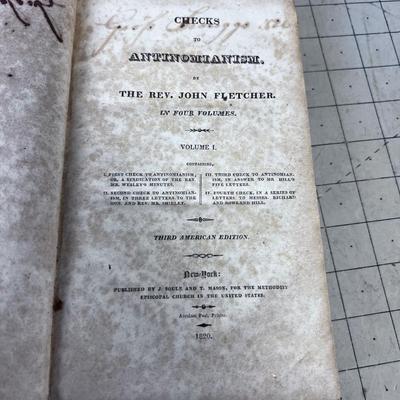 CHECKS
TO
ANTINOMIANISM,
BY
THE REV. JOHN FLETCHER.
IN FOUR VOLUMES.
VOLUME I.
CONTAINING,
I. FIRST CHECK TO ANTINOMIANISM;
OR, A VINDICATION OF THE REV.
MR. WESLEY'S MINUTES.
II. SECOND CHECK TO ANTINOMIAN-
ISM, IN THREE LETTERS TO THE
HON. AND REV. MR. SHIRLEY.
III. THIRD CHECK TO ANTINOMIAN-
ISM, IN ANSWER TO MR. HILL'S
FIVE LETTERS.
IV. FOURTH CHECK, IN A SERIES OF
LETTERS TO MESSRS. RICHARD
AND ROWLAND HILL.
THIRD AMERICAN EDITION.
New-York:
PUBLISHED BY J. SOULE AND T. MASON, FOR THE METHODIST
EPISCOPAL CHURCH IN THE UNITED STATES.
Abraham Paul, Printer.
1820.